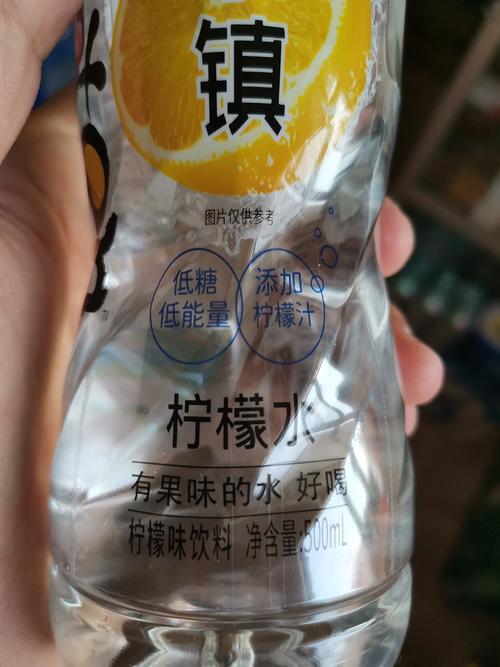 镇
图片仅供参考
低糖
低能量
添加
柠檬汁
柠檬水
有果味的水 好喝
柠檬味饮料 净含量:500mL